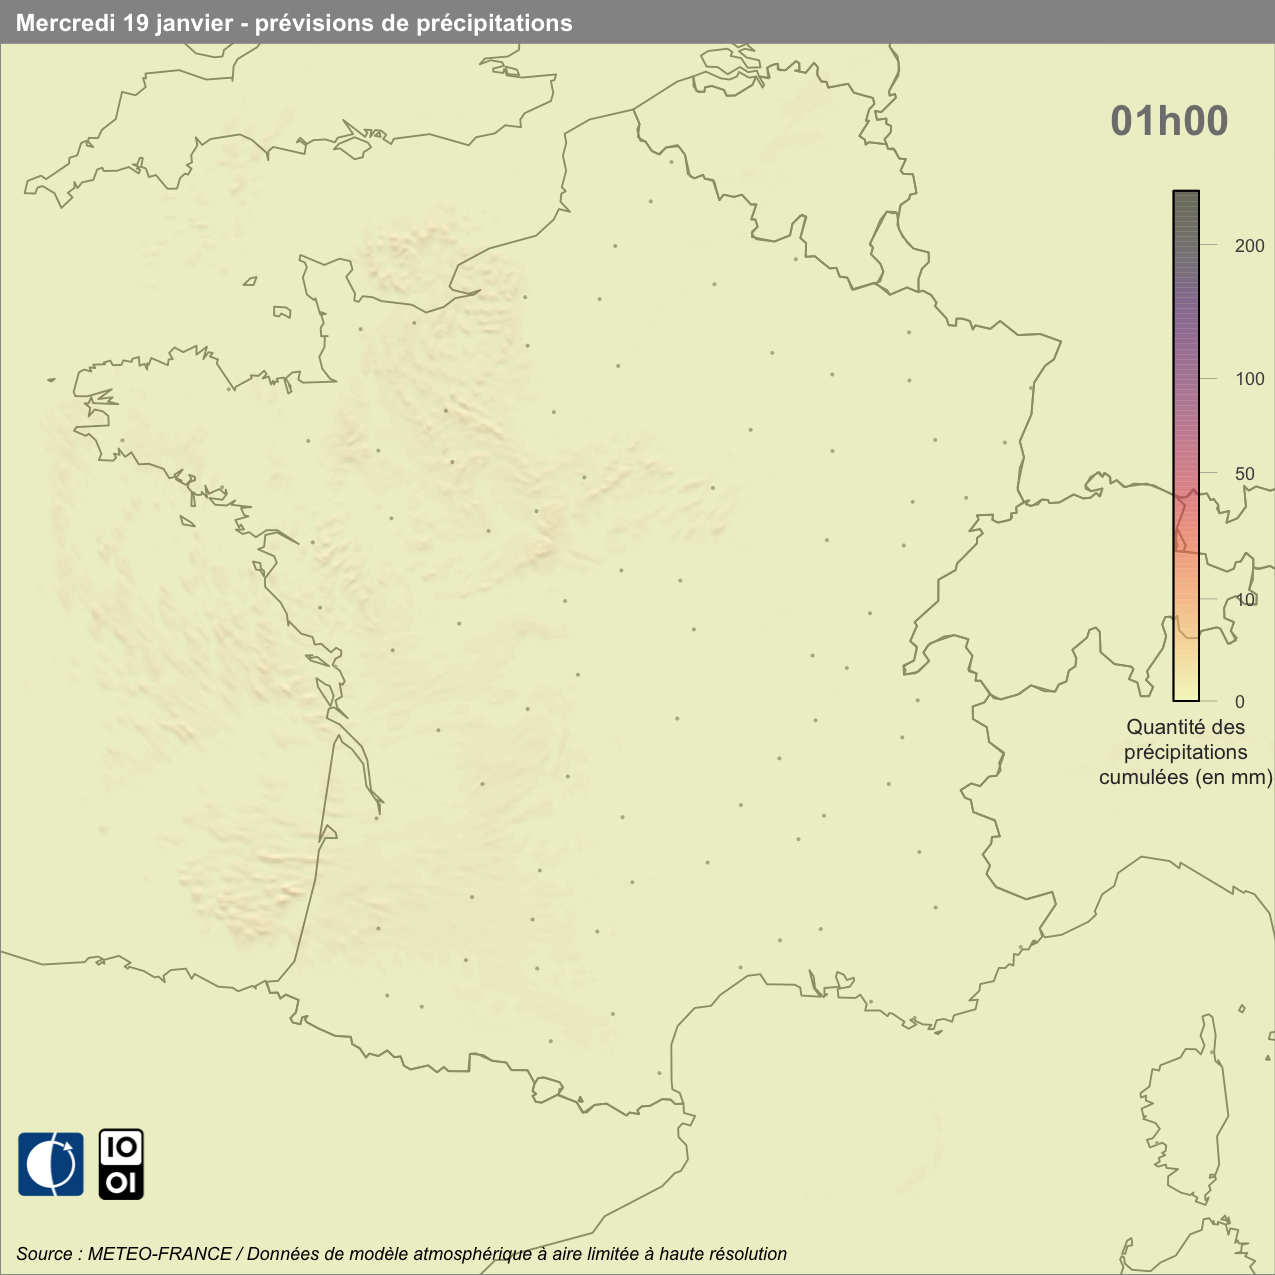 Mercredi 19 janvier - prévisions de précipitations
01h00
200
100
50
10
0
Quantité des
précipitations
cumulées (en mm)
IO
OI
Source : METEO-FRANCE / Données de modèle atmosphérique à aire limitée à haute résolution